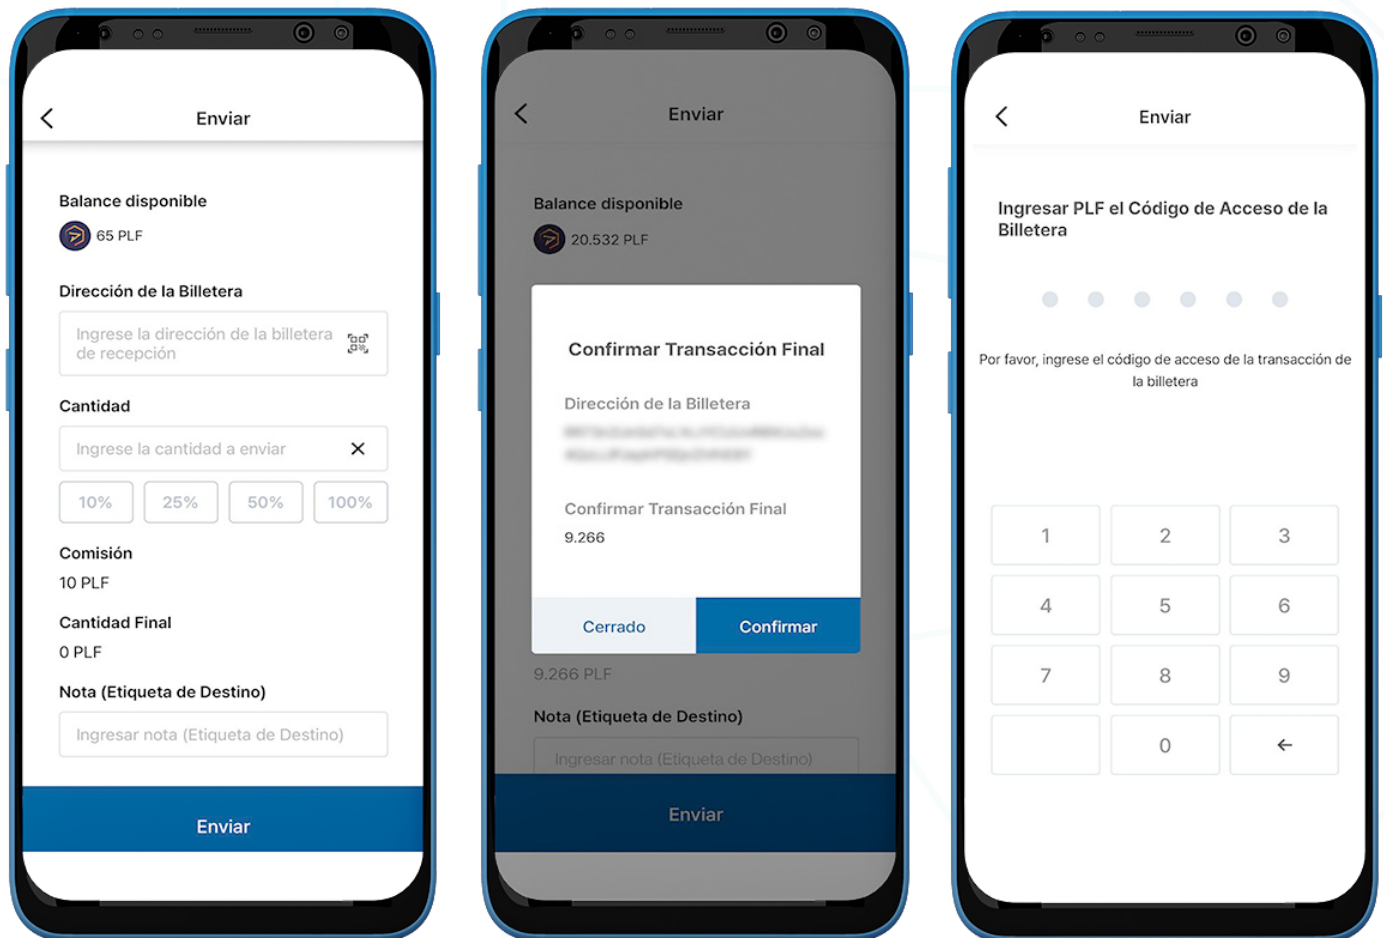 Enviar
Balance disponible
65 PLF
Dirección de la Billetera
Ingrese la dirección de la billetera
de recepción
Cantidad
Ingrese la cantidad a enviar
10% 25% 50% 100%
Comisión
10 PLF
Cantidad Final
0 PLF
Nota (Etiqueta de Destino)
Ingresar nota (Etiqueta de Destino)
Enviar
Enviar
Balance disponible
20.532 PLF
Confirmar Transacción Final
Dirección de la Billetera
Confirmar Transacción Final
9.266
Cerrado Confirmar
9.266 PLF
Nota (Etiqueta de Destino)
Ingresar nota (Etiqueta de Destino)
Enviar
Enviar
Ingresar PLF el Código de Acceso de la
Billetera
Por favor, ingrese el código de acceso de la transacción de
la billetera
1 2 3
4 5 6
7 8 9
0